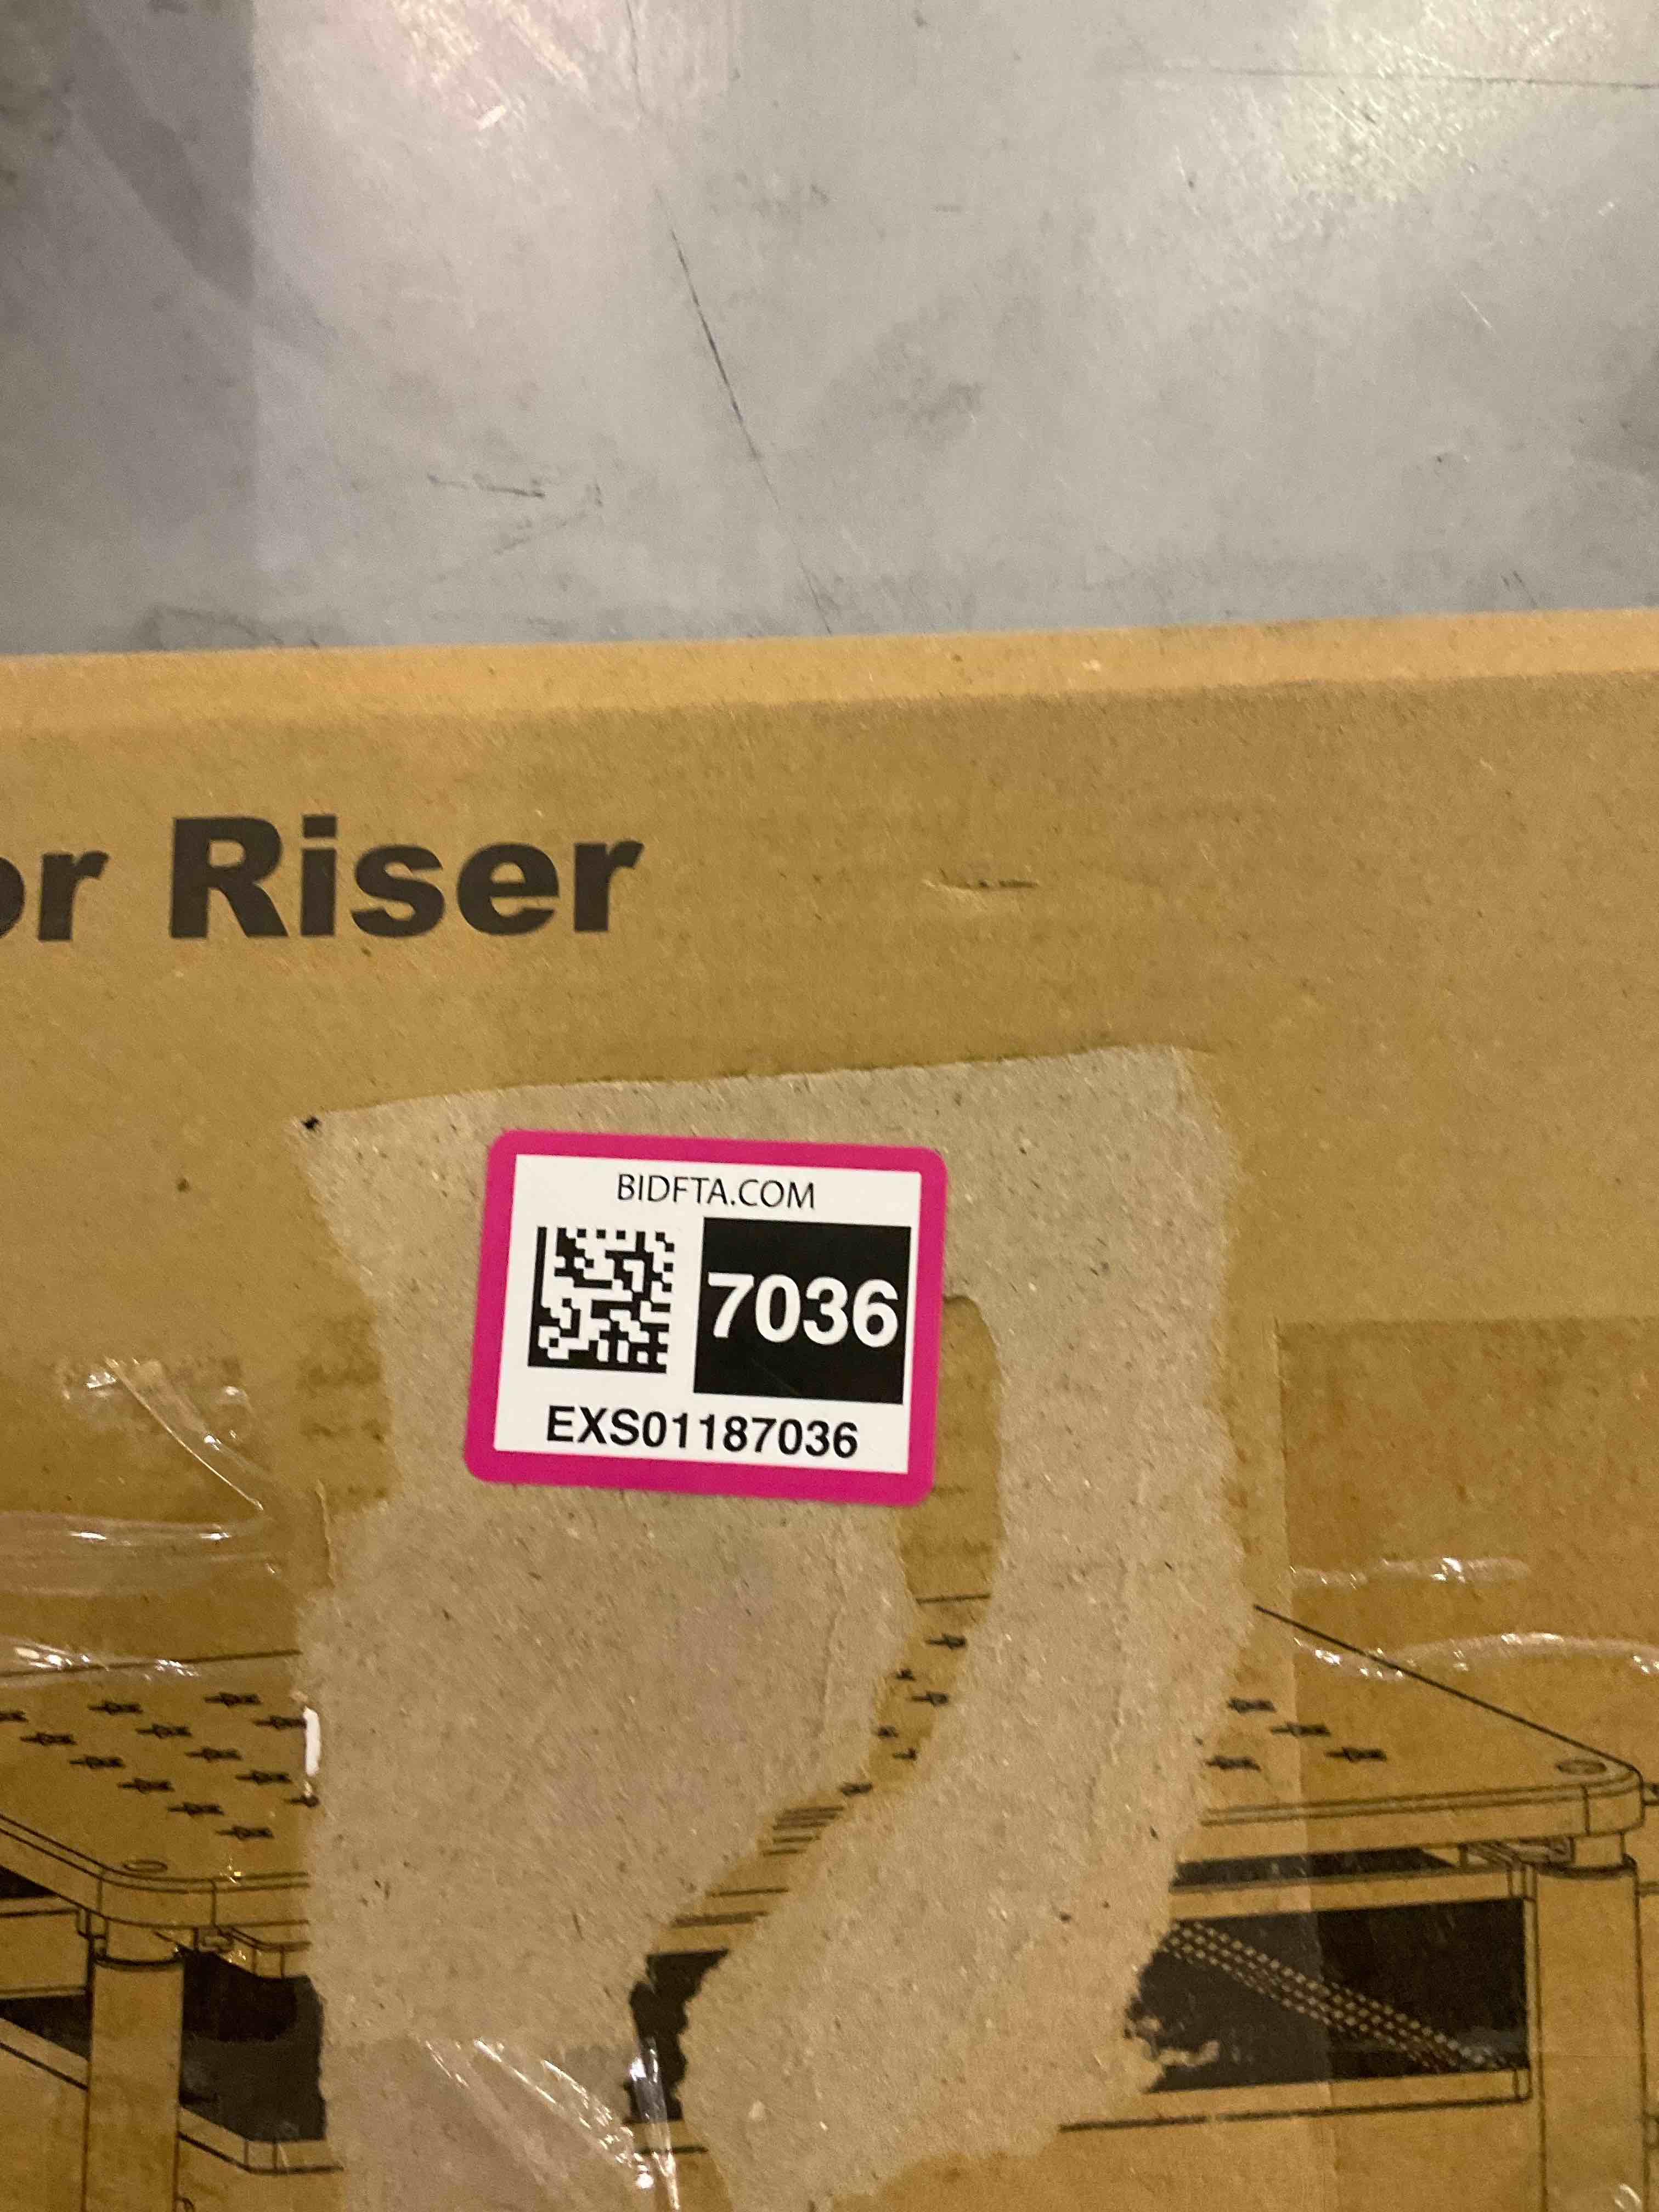 or Riser
BIDFTA.COM
7036
EXS01187036